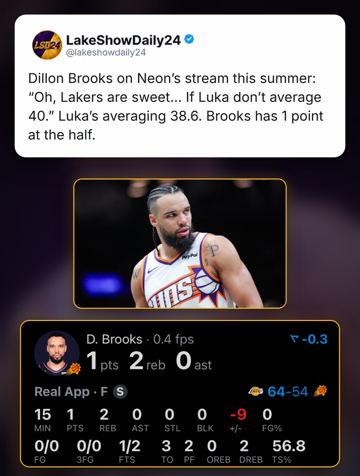 LSD24
LakeShowDaily24
@lakeshowdaily24
Dillon Brooks on Neon’s stream this summer:
“Oh, Lakers are sweet... If Luka don’t average
40.” Luka’s averaging 38.6. Brooks has 1 point
at the half.
PayPal
SUNS
D. Brooks · 0.4 fps
-0.3
1 pts 2 reb 0 ast
Real App · F S
64-54
15 1 2 0 0 0 -9 0
MIN PTS REB AST STL BLK +/- FG%
0/0 0/0 1/2 3 2 0 2 56.8
FG 3FG FTS TO PF OREB DREB TS%